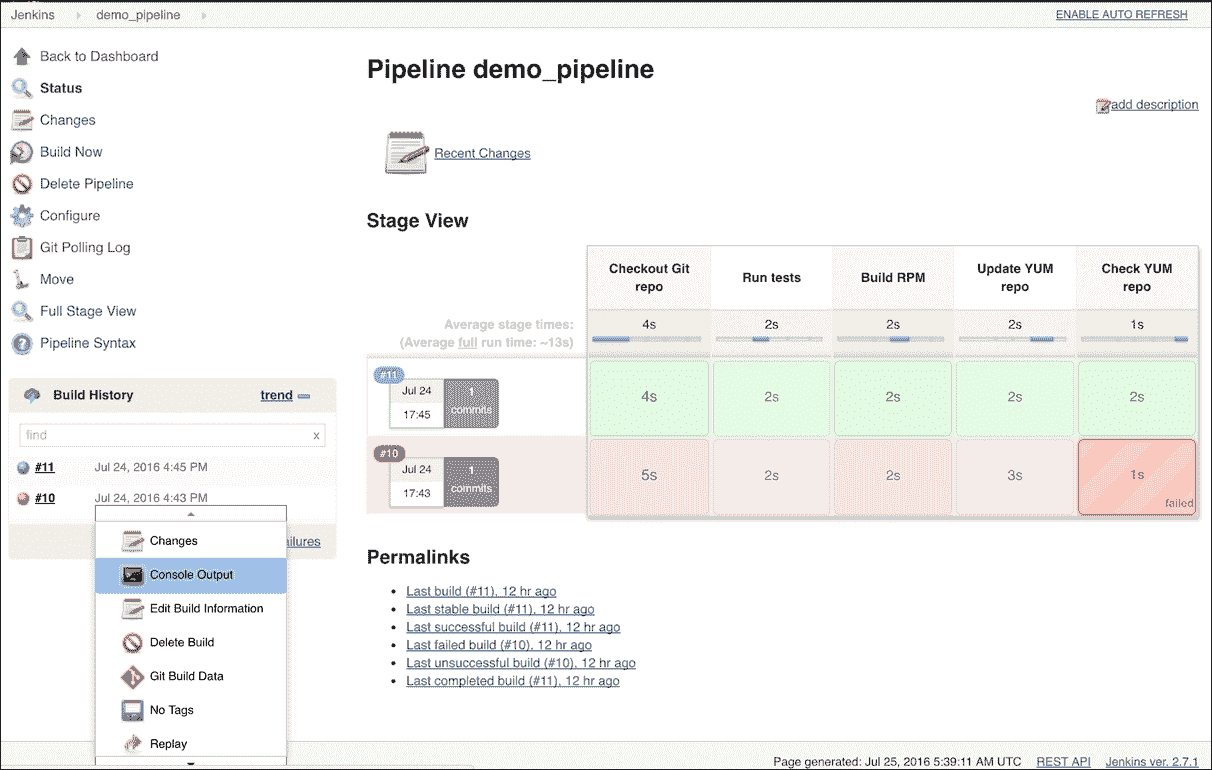 Jenkins demo_pipeline ENABLE AUTO REFRESH
Back to Dashboard
Status
Changes
Build Now
Delete Pipeline
Configure
Git Polling Log
Move
Full Stage View
Pipeline Syntax
Build History trend
find x
#11 Jul 24, 2016 4:45 PM
#10 Jul 24, 2016 4:43 PM
ailures
Changes
Console Output
Edit Build Information
Delete Build
Git Build Data
No Tags
Replay
Pipeline demo_pipeline
add description
Recent Changes
Stage View
Checkout Git repo
Run tests
Build RPM
Update YUM repo
Check YUM repo
Average stage times:
(Average full run time: ~13s)
4s 2s 2s 2s 1s
#11
Jul 24
17:45
1
commits
4s 2s 2s 2s 2s
#10
Jul 24
17:43
1
commits
5s 2s 2s 3s 1s
failed
Permalinks
Last build (#11), 12 hr ago
Last stable build (#11), 12 hr ago
Last successful build (#11), 12 hr ago
Last failed build (#10), 12 hr ago
Last unsuccessful build (#10), 12 hr ago
Last completed build (#11), 12 hr ago
Page generated: Jul 25, 2016 5:39:11 AM UTC REST API Jenkins ver. 2.7.1